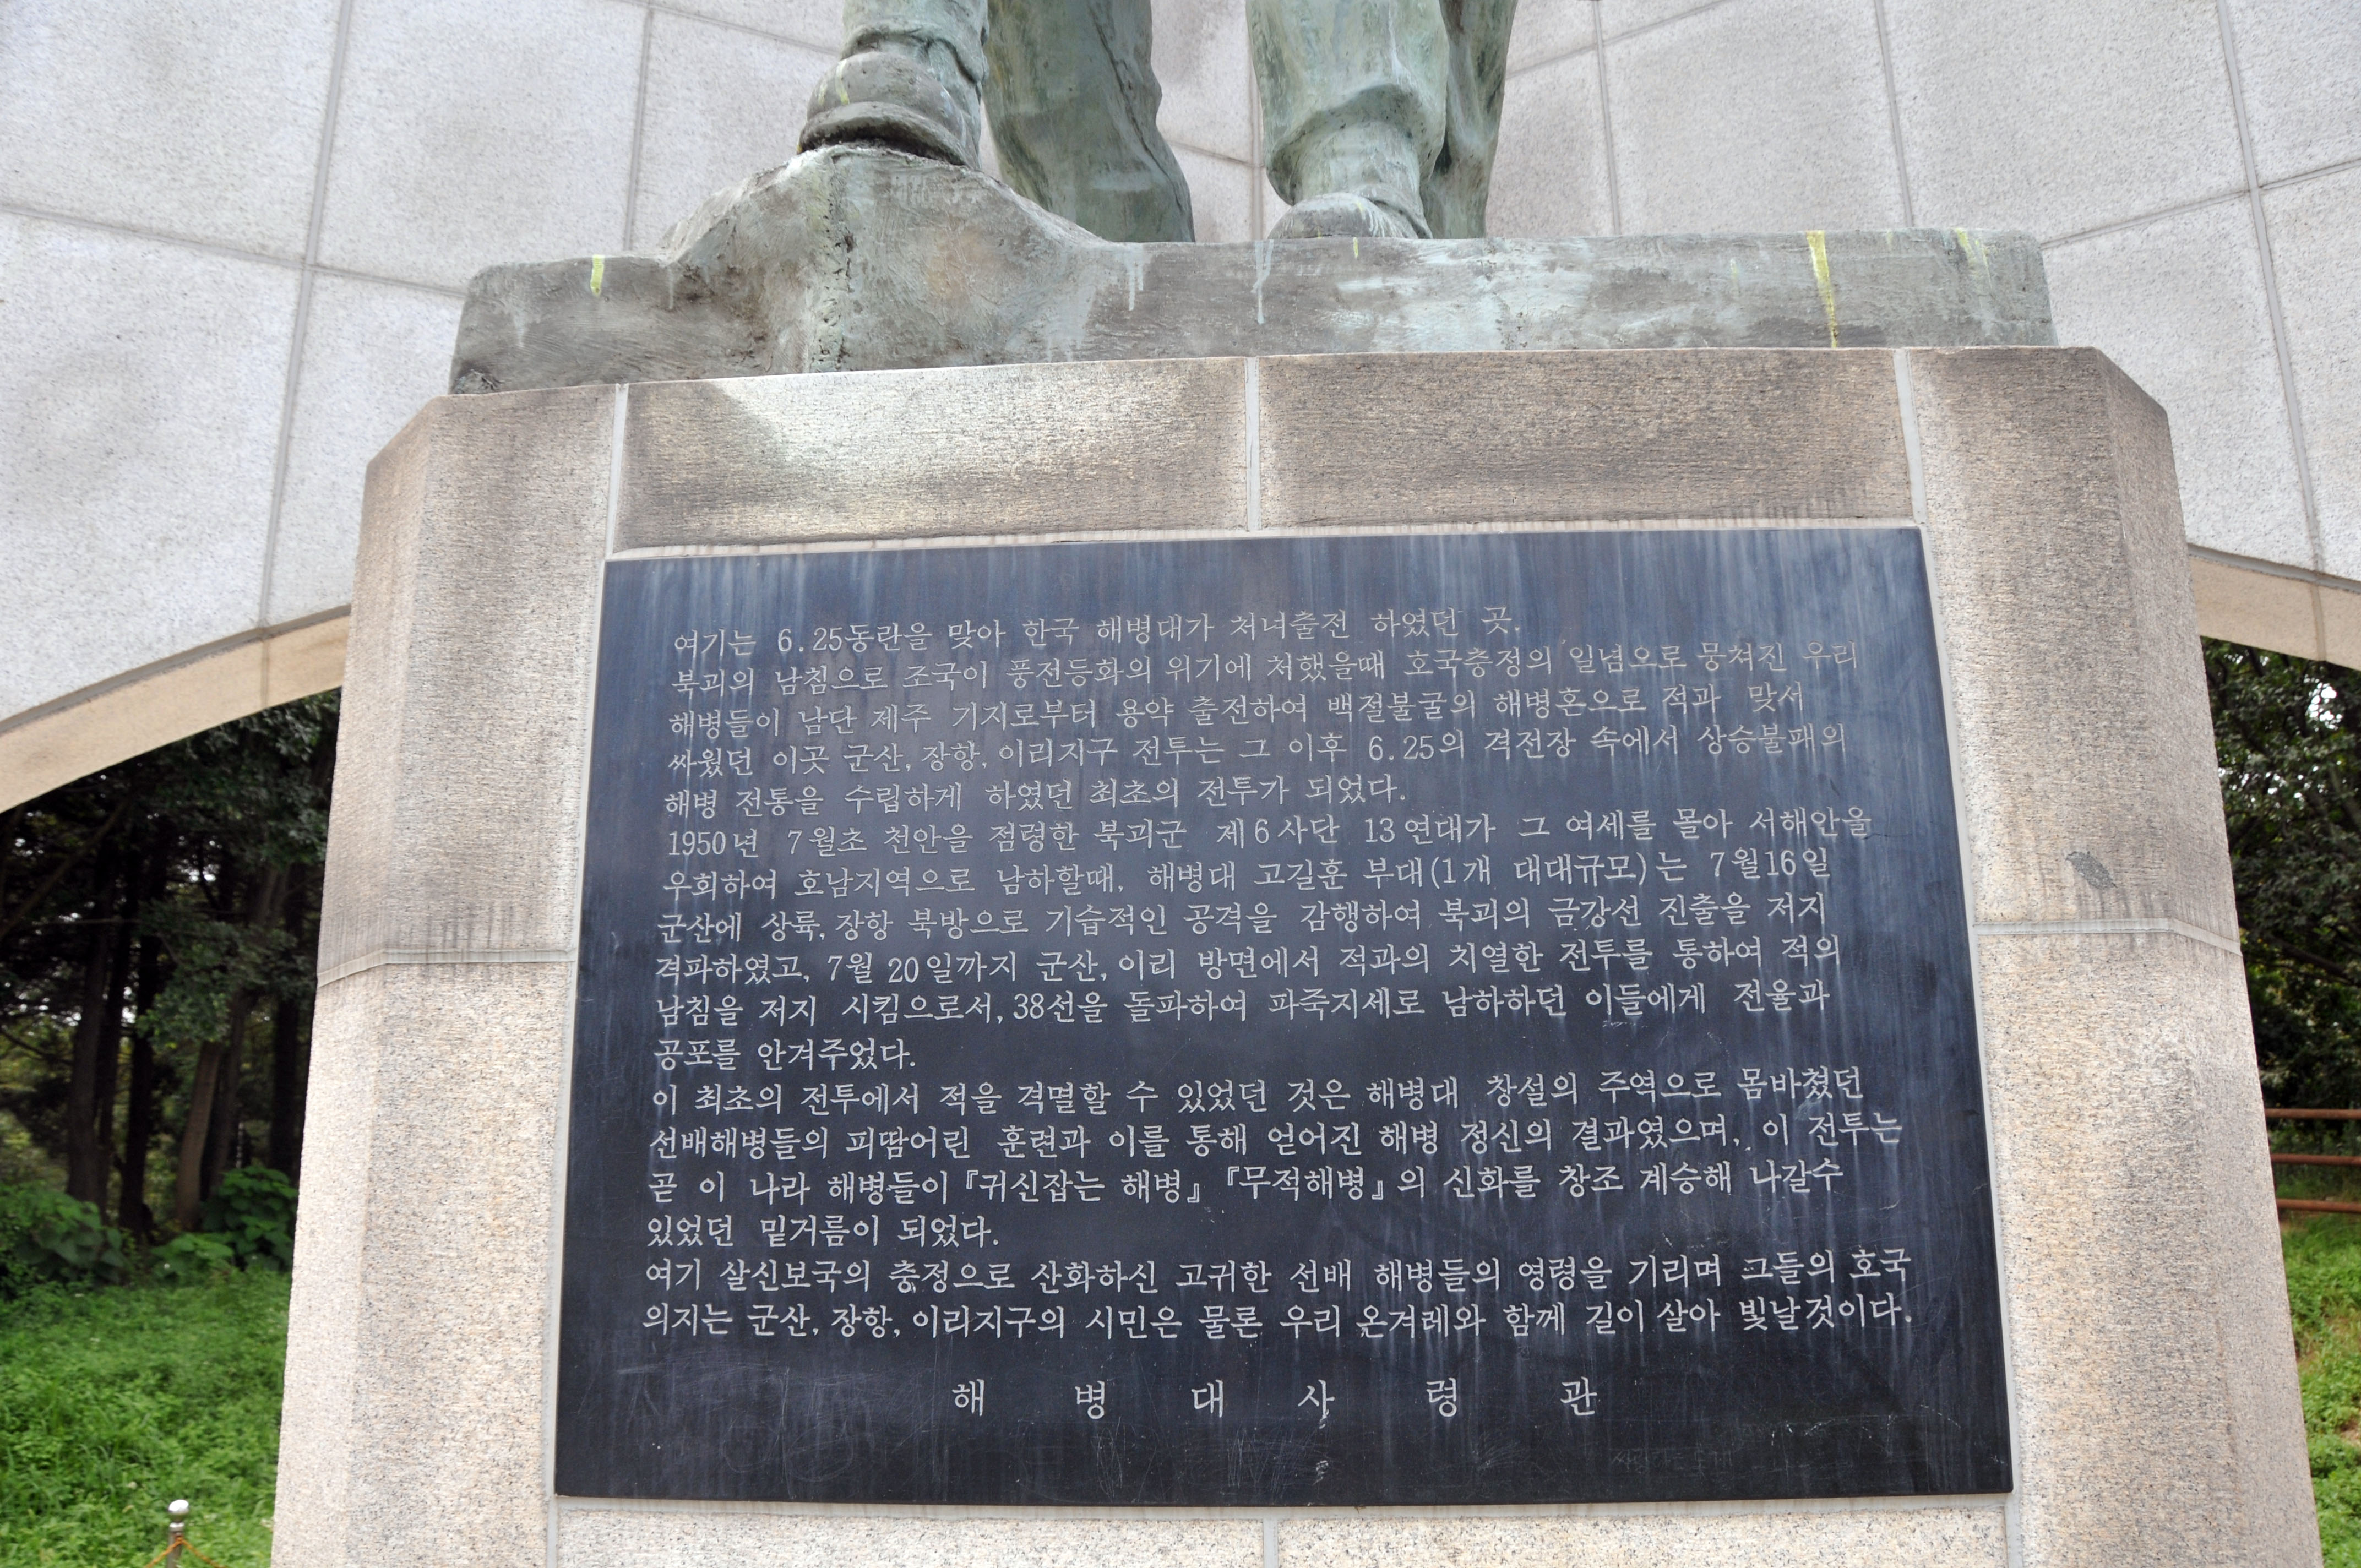 여기는 6.25동란을 맞아 한국 해병대가 처녀출전 하였던 곳.
북괴의 남침으로 조국이 풍전등화의 위기에 처했을때 호국충정의 일념으로 뭉쳐진 우리
해병들이 남단 제주 기지로부터 용약 출전하여 백절불굴의 해병혼으로 적과 맞서
싸웠던 이곳 군산, 장항, 이리지구 전투는 그 이후 6.25의 격전장 속에서 상승불패의
해병 전통을 수립하게 하였던 최초의 전투가 되었다.
1950년 7월초 천안을 점령한 북괴군 제6사단 13연대가 그 여세를 몰아 서해안을
우회하여 호남지역으로 남하할때, 해병대 고길훈 부대(1개 대대규모)는 7월16일
군산에 상륙, 장항 북방으로 기습적인 공격을 감행하여 북괴의 금강선 진출을 저지
격파하였고, 7월 20일까지 군산, 이리 방면에서 적과의 치열한 전투를 통하여 적의
남침을 저지 시킴으로서, 38선을 돌파하여 파죽지세로 남하하던 이들에게 전율과
공포를 안겨주었다.
이 최초의 전투에서 적을 격멸할 수 있었던 것은 해병대 창설의 주역으로 몸바쳤던
선배해병들의 피땀어린 훈련과 이를 통해 얻어진 해병 정신의 결과였으며, 이 전투는
곧 이 나라 해병들이 『귀신잡는 해병』 『무적해병』의 신화를 창조 계승해 나갈수
있었던 밑거름이 되었다.
여기 살신보국의 충정으로 산화하신 고귀한 선배 해병들의 영령을 기리며 그들의 호국
의지는 군산, 장항, 이리지구의 시민은 물론 우리 온겨레와 함께 길이 살아 빛날것이다.
해 병 대 사 령 관